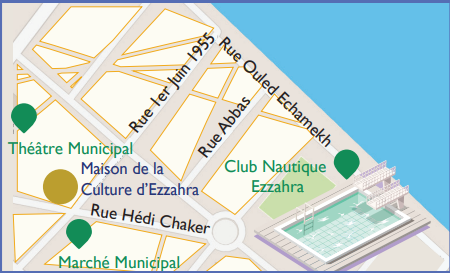 Rue 1er Juin 1955
Rue Ouled Echamekh
Rue Abbas
Théâtre Municipal
Maison de la
Culture d'Ezzahra
Club Nautique
Ezzahra
Rue Hédi Chaker
Marché Municipal